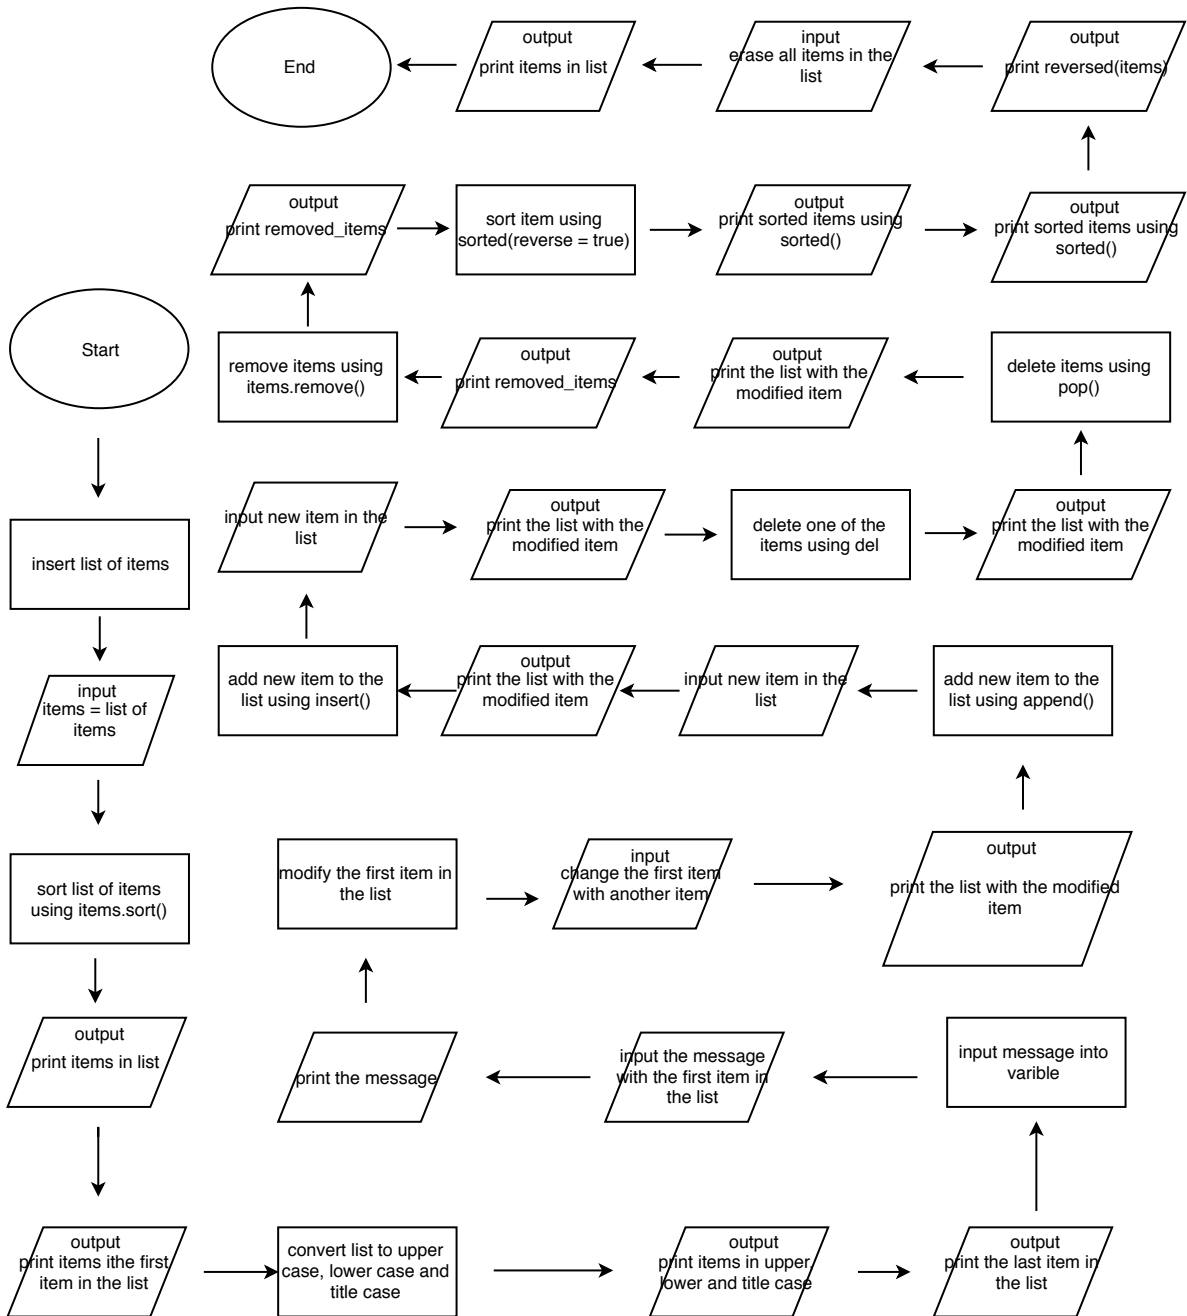 End
output
print items in list
input
erase all items in the
list
output
print reversed(items)
output
print removed_items
sort item using
sorted(reverse = true)
output
print sorted items using
sorted()
output
print sorted items using
sorted()
Start
remove items using
items.remove()
output
print removed_items
output
print the list with the
modified item
delete items using
pop()
input new item in the
list
output
print the list with the
modified item
delete one of the
items using del
output
print the list with the
modified item
insert list of items
add new item to the
list using insert()
output
print the list with the
modified item
input new item in the
list
add new item to the
list using append()
input
items = list of
items
modify the first item in
the list
input
change the first item
with another item
output
print the list with the modified
item
sort list of items
using items.sort()
output
print items in list
print the message
input the message
with the first item in
the list
input message into
varible
output
print items ithe first
item in the list
convert list to upper
case, lower case and
title case
output
print items in upper,
lower and title case
output
print the last item in
the list